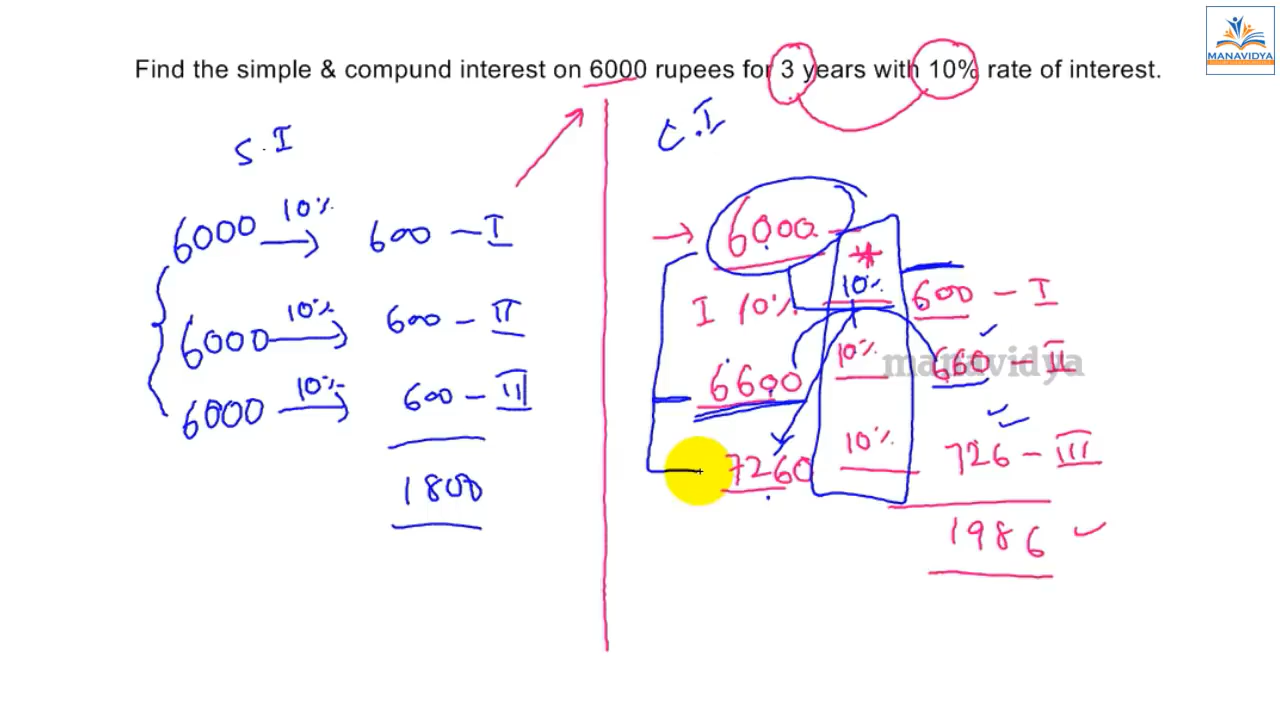 MANAVIDYA
Find the simple & compund interest on 6000 rupees for 3 years with 10% rate of interest.
S.I
6000 10% 600 - I
6000 10% 600 - II
6000 10% 600 - III
1800
C.I
6000
*
I 10% 10% 600 - I
6600 10% 660 - II
manavidya
7260 10% 726 - III
1986